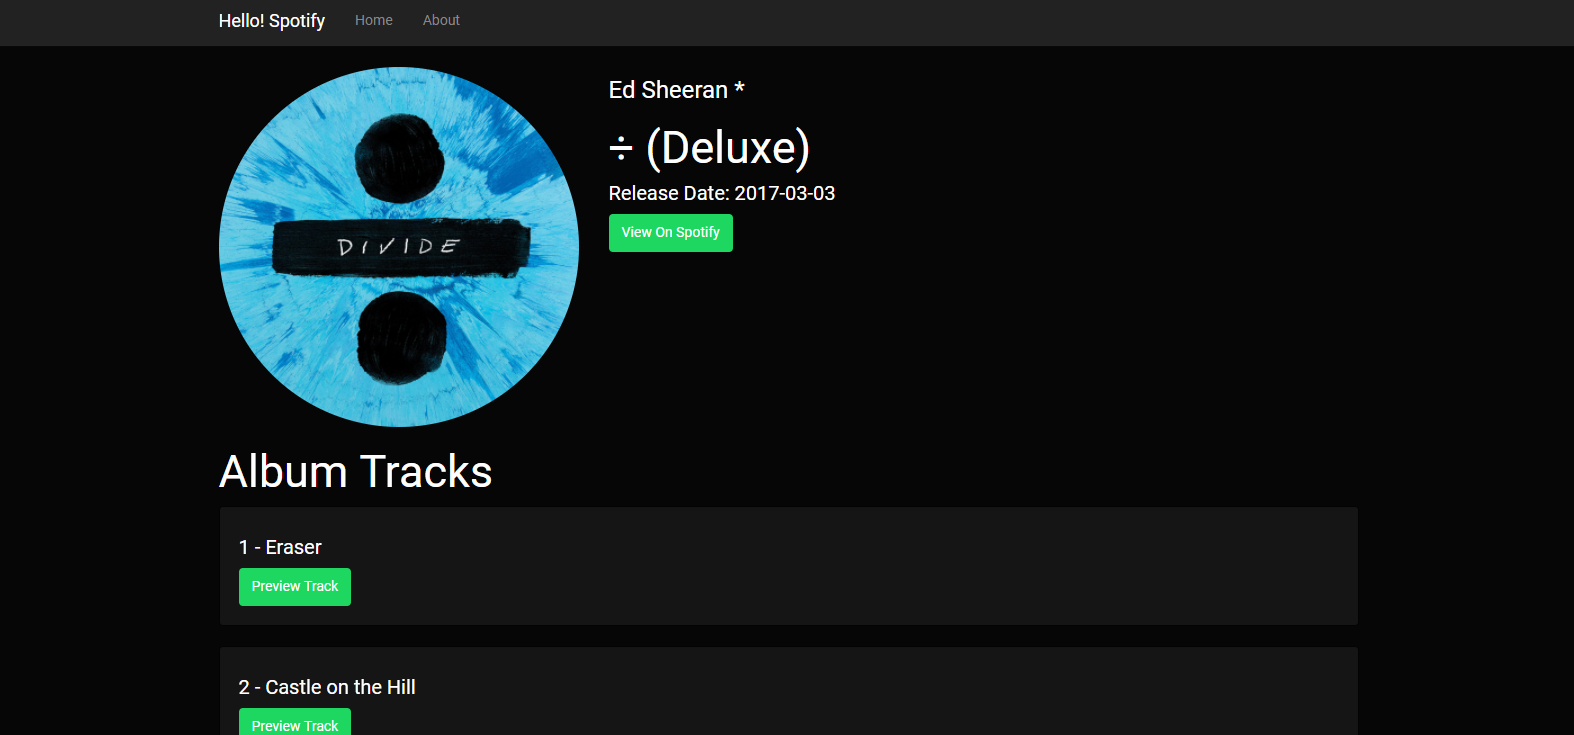 Hello! Spotify Home About
Ed Sheeran *
÷ (Deluxe)
Release Date: 2017-03-03
View On Spotify
DIVIDE
Album Tracks
1 - Eraser
Preview Track
2 - Castle on the Hill
Preview Track